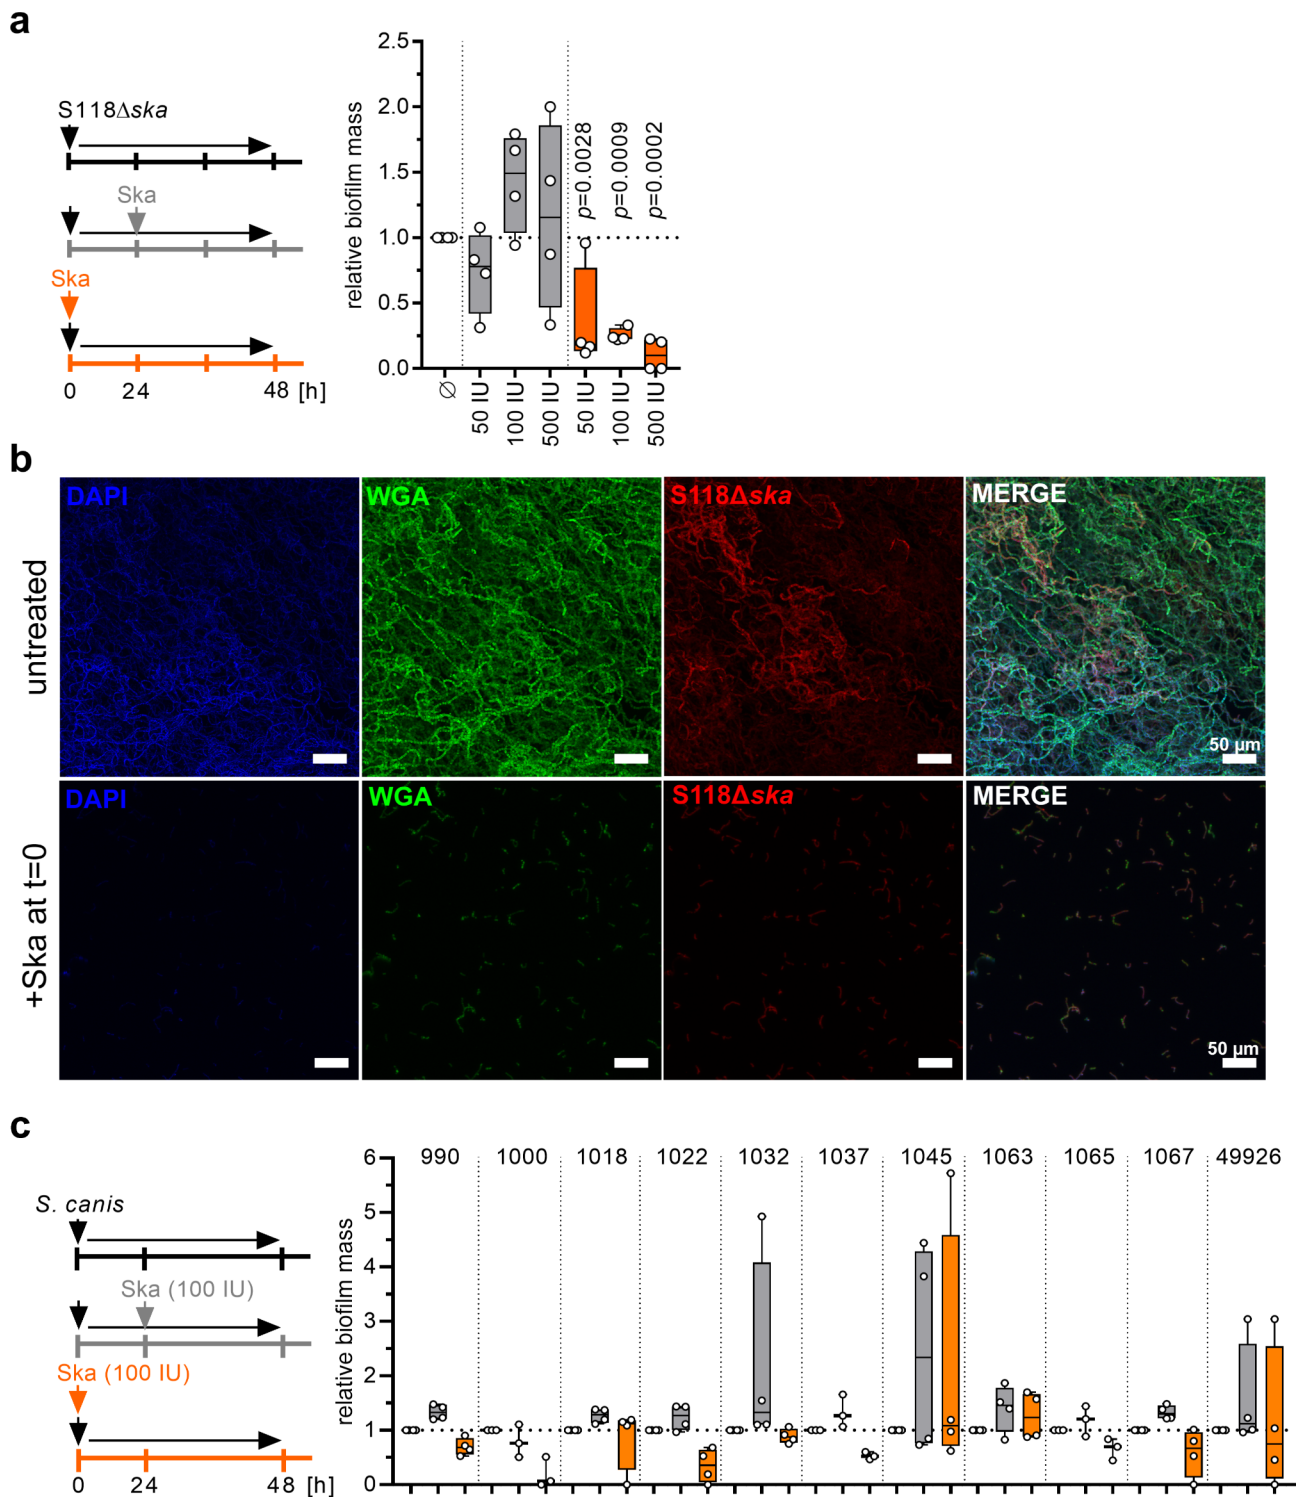 a
S118Δska
Ska
Ska
0 24 48 [h]
relative biofilm mass
2.5
2.0
1.5
1.0
0.5
0.0
p=0.0028
p=0.0009
p=0.0002
∅ 50 IU 100 IU 500 IU 50 IU 100 IU 500 IU
b
untreated
DAPI WGA S118Δska MERGE
50 µm
+Ska at t=0
DAPI WGA S118Δska MERGE
50 µm
c
S. canis
Ska (100 IU)
Ska (100 IU)
0 24 48 [h]
relative biofilm mass
990 1000 1018 1022 1032 1037 1045 1063 1065 1067 49926
6
5
4
3
2
1
0